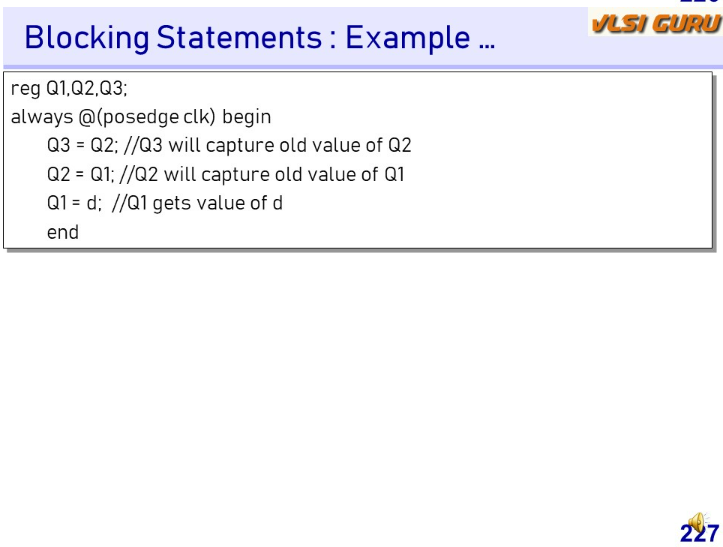 Blocking Statements : Example ...
VLSI GURU
reg Q1,Q2,Q3;
always @(posedge clk) begin
Q3 = Q2; //Q3 will capture old value of Q2
Q2 = Q1; //Q2 will capture old value of Q1
Q1 = d; //Q1 gets value of d
end
227